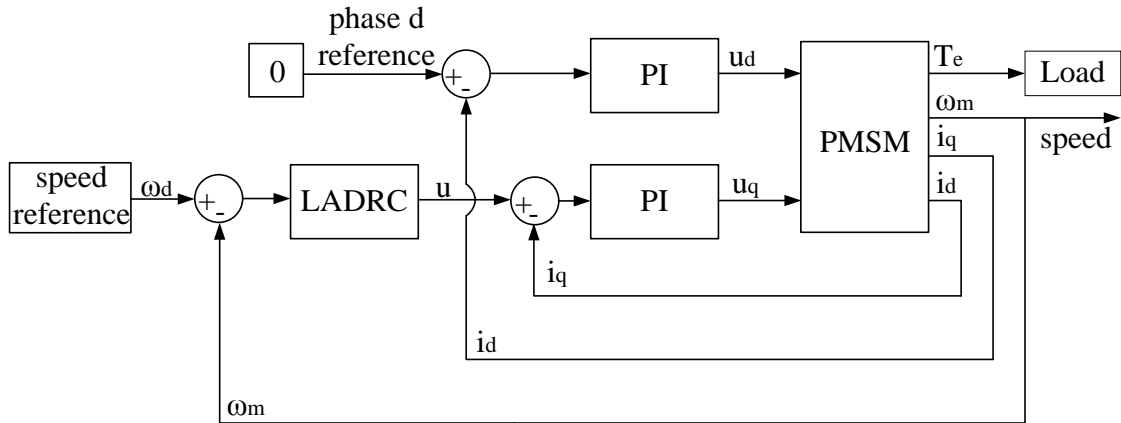 phase d
reference
0
+
-
PI
ud
PMSM
Te
Load
ωm
speed
iq
id
speed
reference
ωd
+
-
LADRC
u
+
-
PI
uq
iq
id
ωm